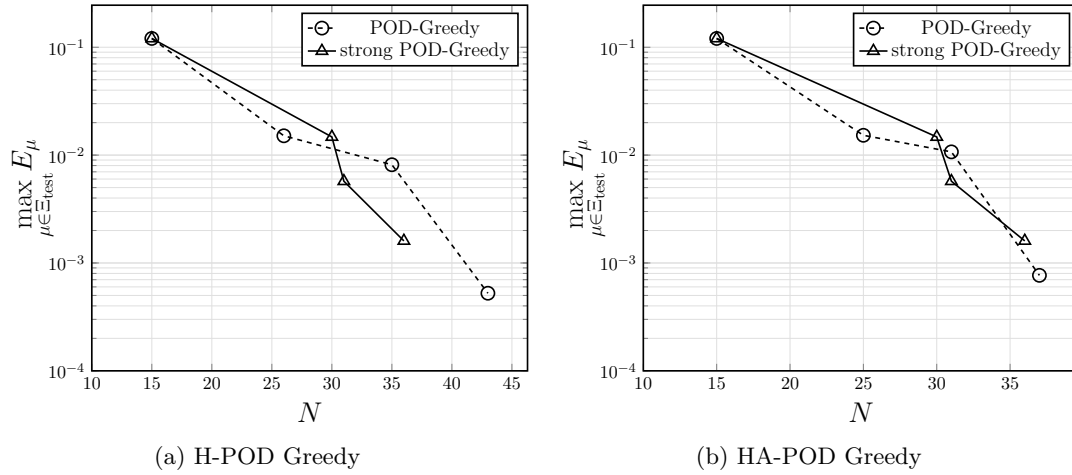 POD-Greedy
strong POD-Greedy
10⁻¹
10⁻²
10⁻³
10⁻⁴
max E_μ
μ∈Ξ_test
10 15 20 25 30 35 40 45
N
(a) H-POD Greedy
POD-Greedy
strong POD-Greedy
10⁻¹
10⁻²
10⁻³
10⁻⁴
max E_μ
μ∈Ξ_test
10 15 20 25 30 35
N
(b) HA-POD Greedy